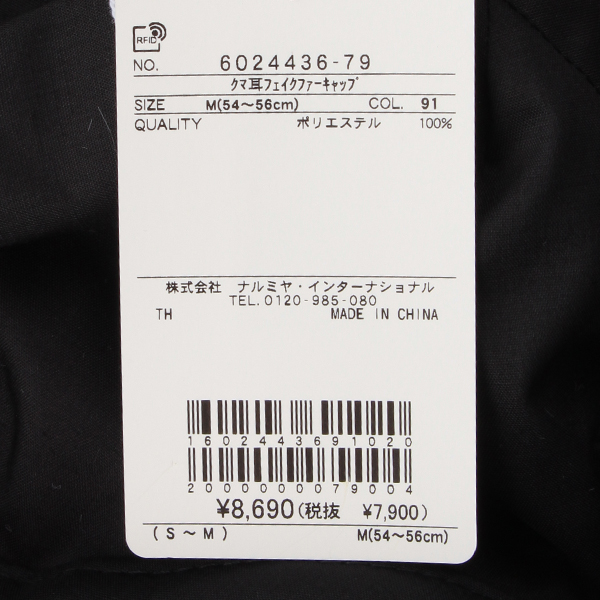 RFID
NO. 6024436-79
クマ耳フェイクファーキャップ
SIZE M(54～56cm) COL. 91
QUALITY ポリエステル 100%
株式会社 ナルミヤ・インターナショナル
TEL.0120-985-080
TH MADE IN CHINA
1602443691020
2000000079004
¥8,690(税抜 ¥7,900)
(S～M) M(54～56cm)